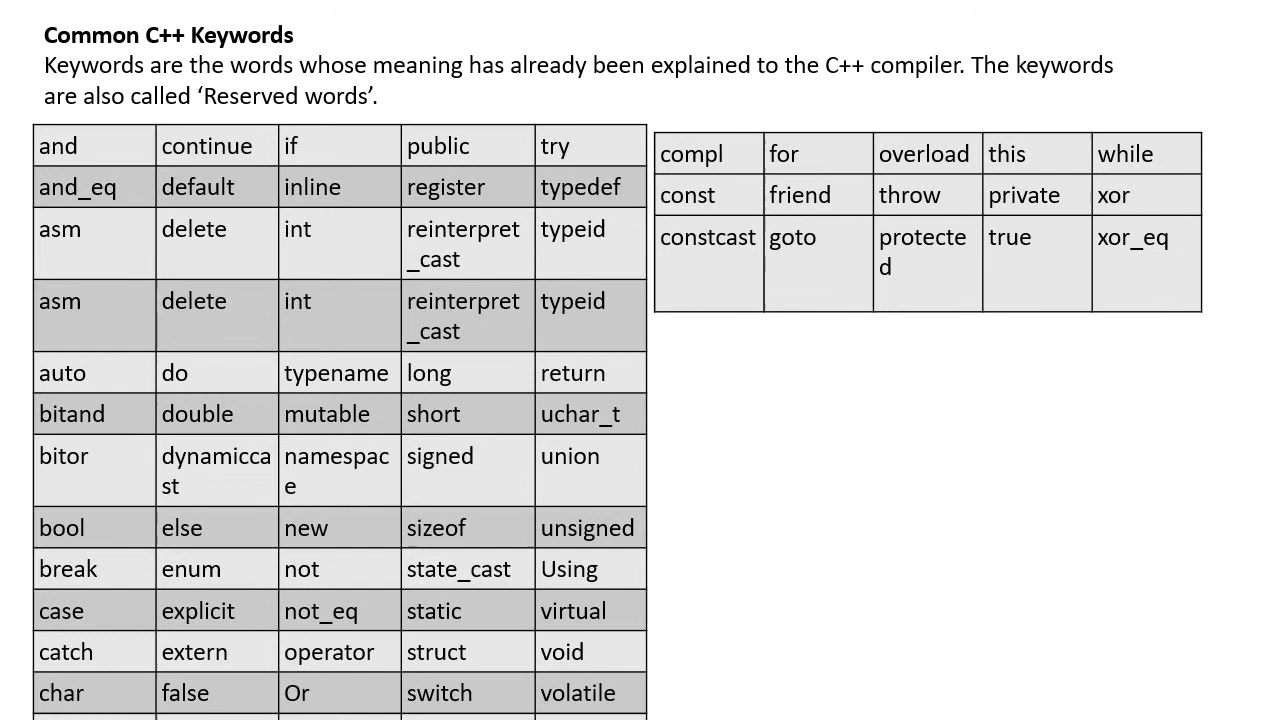 Common C++ Keywords
Keywords are the words whose meaning has already been explained to the C++ compiler. The keywords
are also called ‘Reserved words’.
and continue if public try
and_eq default inline register typedef
asm delete int reinterpret typeid
_cast
asm delete int reinterpret typeid
_cast
auto do typename long return
bitand double mutable short uchar_t
bitor dynamicca namespac signed union
st e
bool else new sizeof unsigned
break enum not state_cast Using
case explicit not_eq static virtual
catch extern operator struct void
char false Or switch volatile
compl for overload this while
const friend throw private xor
constcast goto protecte true xor_eq
d